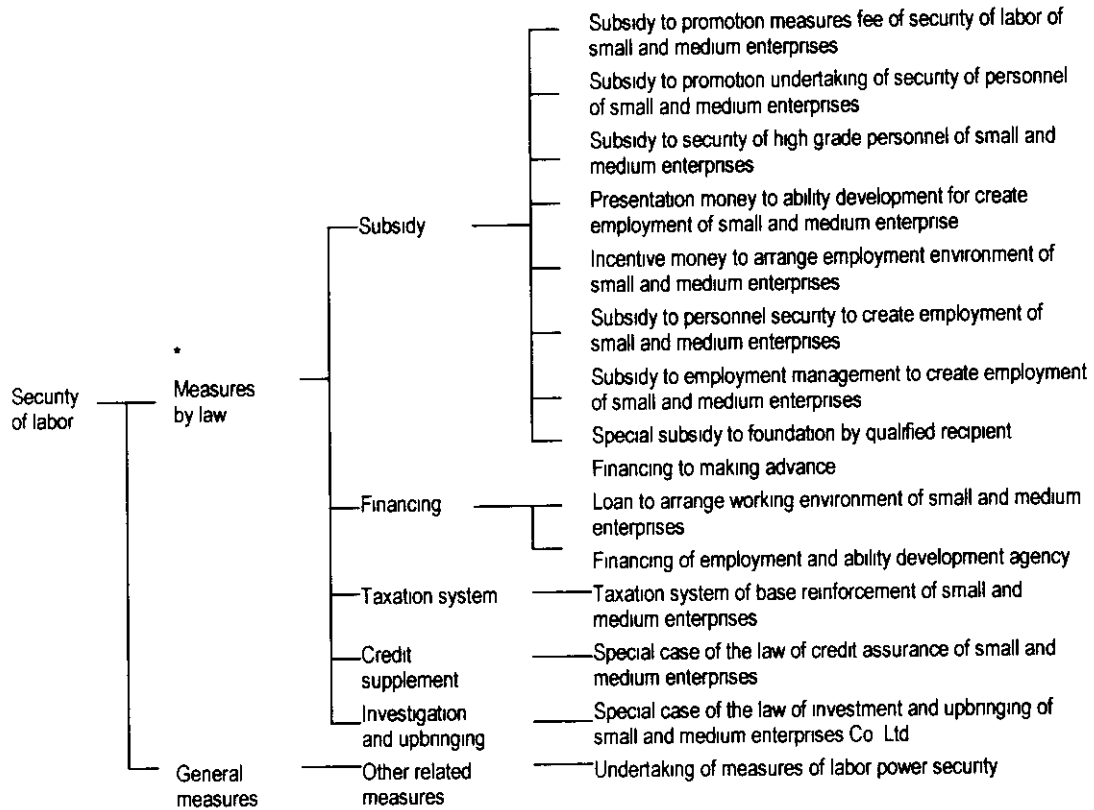 Subsidy to promotion measures fee of security of labor of
small and medium enterprises
Subsidy to promotion undertaking of security of personnel
of small and medium enterprises
Subsidy to security of high grade personnel of small and
medium enterprises
Presentation money to ability development for create
employment of small and medium enterprise
Subsidy
Incentive money to arrange employment environment of
small and medium enterprises
Subsidy to personnel security to create employment of
small and medium enterprises
*
Measures
by law
Security
of labor
Subsidy to employment management to create employment
of small and medium enterprises
Special subsidy to foundation by qualified recipient
Financing to making advance
Financing
Loan to arrange working environment of small and medium
enterprises
Financing of employment and ability development agency
Taxation system
Taxation system of base reinforcement of small and
medium enterprises
Credit
supplement
Special case of the law of credit assurance of small and
medium enterprises
Investigation
and upbringing
Special case of the law of investment and upbringing of
small and medium enterprises Co Ltd
General
measures
Other related
measures
Undertaking of measures of labor power security